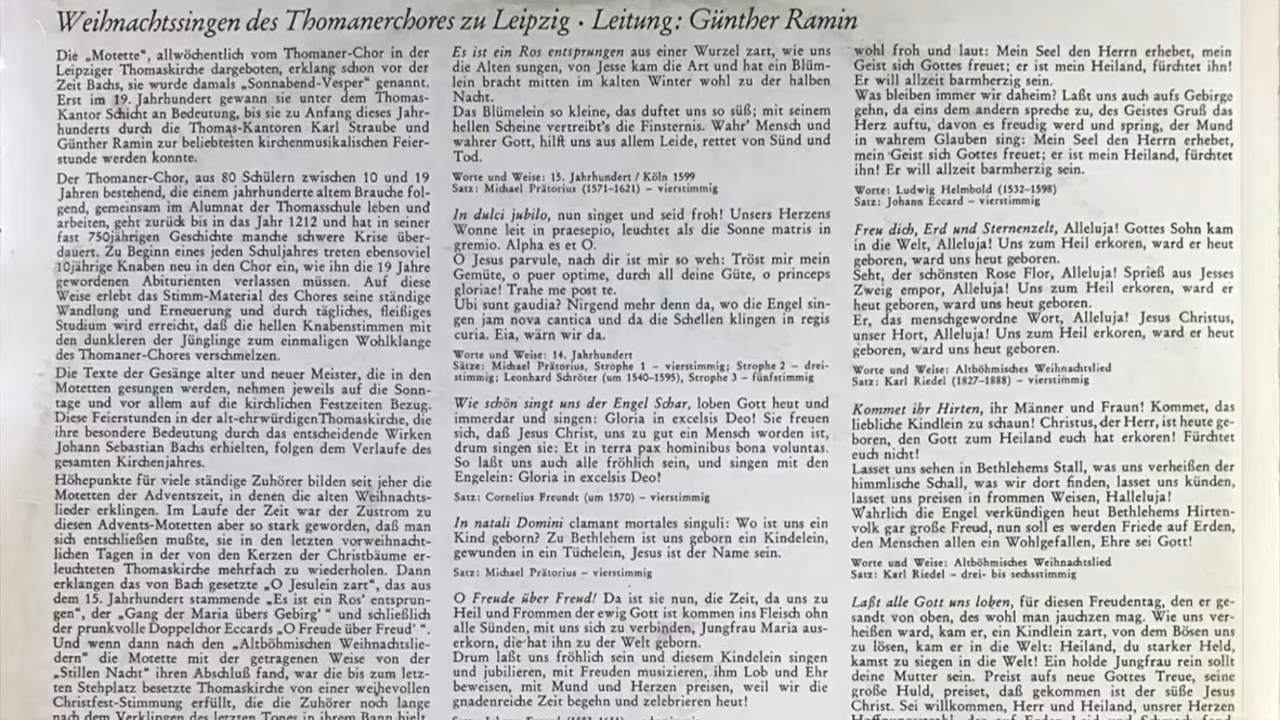 Weihnachtssingen des Thomanerchores zu Leipzig · Leitung: Günther Ramin
Die „Motette“, allwöchentlich vom Thomaner-Chor in der
Leipziger Thomaskirche dargeboten, erklang schon vor der
Zeit Bachs, sie wurde damals „Sonnabend-Vesper“ genannt.
Erst im 19. Jahrhundert gewann sie unter dem Thomas-
Kantor Schicht an Bedeutung, bis sie zu Anfang dieses Jahr-
hunderts durch die Thomas-Kantoren Karl Straube und
Günther Ramin zur beliebtesten kirchenmusikalischen Feier-
stunde werden konnte.
Der Thomaner-Chor, aus 80 Schülern zwischen 10 und 19
Jahren bestehend, die einem jahrhunderte altem Brauche fol-
gend, gemeinsam im Alumnat der Thomasschule leben und
arbeiten, geht zurück bis in das Jahr 1212 und hat in seiner
fast 750jährigen Geschichte manche schwere Krise über-
dauert. Zu Beginn eines jeden Schuljahres treten ebensoviel
10jährige Knaben neu in den Chor ein, wie ihn die 19 Jahre
gewordenen Abiturienten verlassen müssen. Auf diese
Weise erlebt das Stimm-Material des Chores seine ständige
Wandlung und Erneuerung und durch tägliches, fleißiges
Studium wird erreicht, daß die hellen Knabenstimmen mit
den dunkleren der Jünglinge zum einmaligen Wohlklange
des Thomaner-Chores verschmelzen.
Die Texte der Gesänge alter und neuer Meister, die in den
Motetten gesungen werden, nehmen jeweils auf die Sonn-
tage und vor allem auf die kirchlichen Festzeiten Bezug.
Diese Feierstunden in der alt-ehrwürdigen Thomaskirche, die
ihre besondere Bedeutung durch das entscheidende Wirken
Johann Sebastian Bachs erhielten, folgen dem Verlaufe des
gesamten Kirchenjahres.
Höhepunkte für viele ständige Zuhörer bilden seit jeher die
Motetten der Adventszeit, in denen die alten Weihnachts-
lieder erklingen. Im Laufe der Zeit war der Zustrom zu
diesen Advents-Motetten aber so stark geworden, daß man
sich entschließen mußte, sie in den letzten vorweihnacht-
lichen Tagen in der von den Kerzen der Christbäume er-
leuchteten Thomaskirche mehrfach zu wiederholen. Dann
erklangen das von Bach gesetzte „O Jesulein zart“, das aus
dem 15. Jahrhundert stammende „Es ist ein Ros' entsprun-
gen“, der „Gang der Maria übers Gebirg'“ und schließlich
der prunkvolle Doppelchor Eccards „O Freude über Freud'“.
Und wenn dann nach den „Altböhmischen Weihnachtslie-
dern“ die Motette mit der getragenen Weise von der
„Stillen Nacht“ ihren Abschluß fand, war die bis zum letz-
ten Stehplatz besetzte Thomaskirche von einer weihevollen
Christfest-Stimmung erfüllt, die die Zuhörer noch lange
nach dem Verklingen des letzten Tones in ihrem Bann hielt.
Es ist ein Ros entsprungen aus einer Wurzel zart, wie uns
die Alten sungen, von Jesse kam die Art und hat ein Blüm-
lein bracht mitten im kalten Winter wohl zu der halben
Nacht.
Das Blümelein so kleine, das duftet uns so süß; mit seinem
hellen Scheine vertreibt's die Finsternis. Wahr' Mensch und
wahrer Gott, hilft uns aus allem Leide, rettet von Sünd und
Tod.
Worte und Weise: 15. Jahrhundert / Köln 1599
Satz: Michael Prätorius (1571–1621) – vierstimmig
In dulci jubilo, nun singet und seid froh! Unsers Herzens
Wonne leit in praesepio, leuchtet als die Sonne matris in
gremio. Alpha es et O.
O Jesus parvule, nach dir ist mir so weh: Tröst mir mein
Gemüte, o puer optime, durch all deine Güte, o princeps
gloriae! Trahe me post te.
Ubi sunt gaudia? Nirgend mehr denn da, wo die Engel sin-
gen jam nova cantica und da die Schellen klingen in regis
curia. Eia, wärn wir da.
Worte und Weise: 14. Jahrhundert
Sätze: Michael Prätorius, Strophe 1 – vierstimmig; Strophe 2 – drei-
stimmig; Leonhard Schröter (um 1540–1595), Strophe 3 – fünfstimmig
Wie schön singt uns der Engel Schar, loben Gott heut und
immerdar und singen: Gloria in excelsis Deo! Sie freuen
sich, daß Jesus Christ, uns zu gut ein Mensch worden ist,
drum singen sie: Et in terra pax hominibus bona voluntas.
So laßt uns auch alle fröhlich sein, und singen mit den
Engelein: Gloria in excelsis Deo!
Satz: Cornelius Freundt (um 1570) – vierstimmig
In natali Domini clamant mortales singuli: Wo ist uns ein
Kind geborn? Zu Bethlehem ist uns geborn ein Kindelein,
gewunden in ein Tüchelein, Jesus ist der Name sein.
Satz: Michael Prätorius – vierstimmig
O Freude über Freud! Da ist sie nun, die Zeit, da uns zu
Heil und Frommen der ewig Gott ist kommen ins Fleisch ohn
alle Sünden, mit uns sich zu verbinden, Jungfrau Maria aus-
erkorn, die hat ihn zu der Welt geborn.
Drum laßt uns fröhlich sein und diesem Kindelein singen
und jubilieren, mit Freuden musizieren, ihm Lob und Ehr
beweisen, mit Mund und Herzen preisen, weil wir die
gnadenreiche Zeit begehn und zelebrieren heut!
wohl froh und laut: Mein Seel den Herrn erhebet, mein
Geist sich Gottes freuet; er ist mein Heiland, fürchtet ihn!
Er will allzeit barmherzig sein.
Was bleiben immer wir daheim? Laßt uns auch aufs Gebirge
gehn, da eins dem andern spreche zu, des Geistes Gruß das
Herz auftu, davon es freudig werd und spring, der Mund
in wahrem Glauben sing: Mein Seel den Herrn erhebet,
mein Geist sich Gottes freuet; er ist mein Heiland, fürchtet
ihn! Er will allzeit barmherzig sein.
Worte: Ludwig Helmbold (1532–1598)
Satz: Johann Eccard – vierstimmig
Freu dich, Erd und Sternenzelt, Alleluja! Gottes Sohn kam
in die Welt, Alleluja! Uns zum Heil erkoren, ward er heut
geboren, ward uns heut geboren.
Seht, der schönsten Rose Flor, Alleluja! Sprieß aus Jesses
Zweig empor, Alleluja! Uns zum Heil erkoren, ward er
heut geboren, ward uns heut geboren.
Er, das menschgewordne Wort, Alleluja! Jesus Christus,
unser Hort, Alleluja! Uns zum Heil erkoren, ward er heut
geboren, ward uns heut geboren.
Worte und Weise: Altböhmisches Weihnachtslied
Satz: Karl Riedel (1827–1888) – vierstimmig
Kommet ihr Hirten, ihr Männer und Fraun! Kommet, das
liebliche Kindlein zu schaun! Christus, der Herr, ist heute ge-
boren, den Gott zum Heiland euch hat erkoren! Fürchtet
euch nicht!
Lasset uns sehen in Bethlehems Stall, was uns verheißen der
himmlische Schall, was wir dort finden, lasset uns künden,
lasset uns preisen in frommen Weisen, Halleluja!
Wahrlich die Engel verkündigen heut Bethlehems Hirten-
volk gar große Freud, nun soll es werden Friede auf Erden,
den Menschen allen ein Wohlgefallen, Ehre sei Gott!
Worte und Weise: Altböhmisches Weihnachtslied
Satz: Karl Riedel – drei- bis sechsstimmig
Laßt alle Gott uns loben, für diesen Freudentag, den er ge-
sandt von oben, des wohl man jauchzen mag. Wie uns ver-
heißen ward, kam er, ein Kindlein zart, von dem Bösen uns
zu lösen, kam er in die Welt: Heiland, du starker Held,
kamst zu siegen in die Welt! Ein holde Jungfrau rein sollt
deine Mutter sein. Preist aufs neue Gottes Treue, seine
große Huld, preiset, daß gekommen ist der süße Jesus
Christ. Sei willkommen, Herr und Heiland, unsrer Herzen